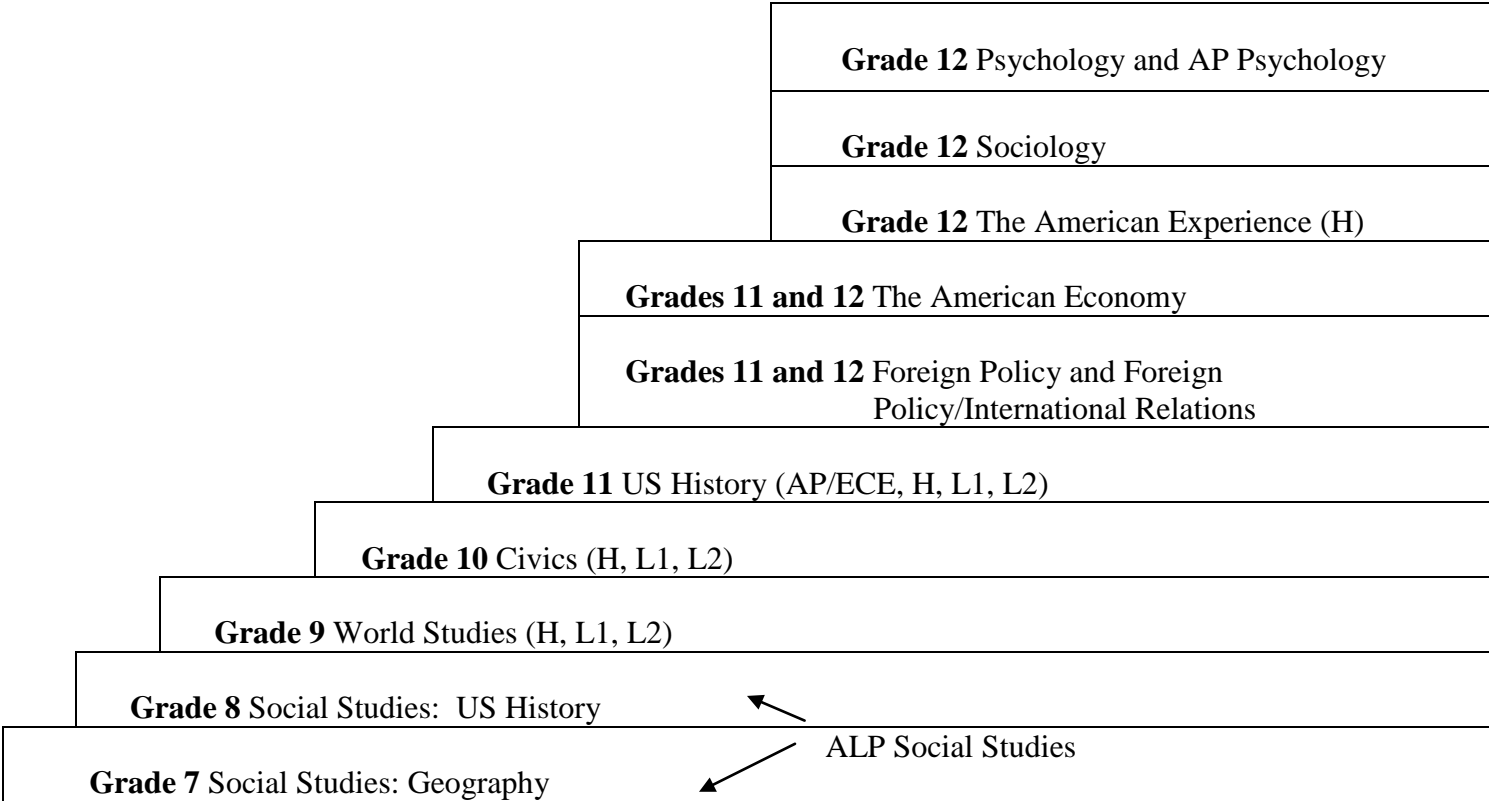 Grade 12 Psychology and AP Psychology
Grade 12 Sociology
Grade 12 The American Experience (H)
Grades 11 and 12 The American Economy
Grades 11 and 12 Foreign Policy and Foreign
Policy/International Relations
Grade 11 US History (AP/ECE, H, L1, L2)
Grade 10 Civics (H, L1, L2)
Grade 9 World Studies (H, L1, L2)
Grade 8 Social Studies:  US History
ALP Social Studies
Grade 7 Social Studies: Geography